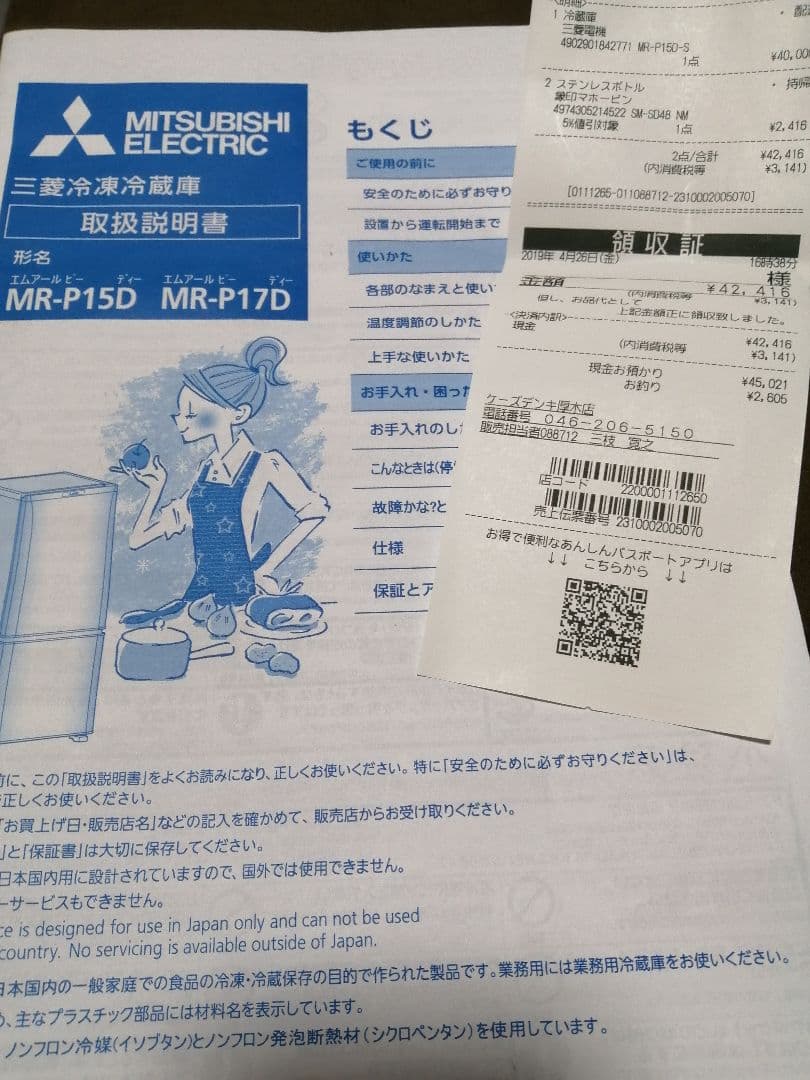 MITSUBISHI
ELECTRIC
三菱冷凍冷蔵庫
取扱説明書
形名
エムアール ピー ディー エムアール ピー ディー
MR-P15D MR-P17D
もくじ
ご使用の前に
安全のために必ずお守り
設置から運転開始まで
使いかた
各部のなまえと使い
温度調節のしかた
上手な使いかた
お手入れ・困った
お手入れのし
こんなときは(停
故障かな?と
仕様
保証とア
前に、この「取扱説明書」をよくお読みになり、正しくお使いください。特に「安全のために必ずお守りください」は、
正しくお使いください。
「お買上げ日・販売店名」などの記入を確かめて、販売店からお受け取りください。
」と「保証書」は大切に保存してください。
日本国内用に設計されていますので、国外では使用できません。
ーサービスもできません。
ce is designed for use in Japan only and can not be used
country. No servicing is available outside of Japan.
日本国内の一般家庭での食品の冷凍・冷蔵保存の目的で作られた製品です。業務用には業務用冷蔵庫をお使いください。
め、主なプラスチック部品には材料名を表示しています。
ノンフロン冷媒(イソブタン)とノンフロン発泡断熱材(シクロペンタン)を使用しています。
<明細>
1 冷蔵庫 ・配
三菱電機
4902901842771 MR-P15D-S
1点 ¥40,000
2 ステンレスボトル ・持帰
象印マホービン
4974305214522 SM-SD48 NM
5%値引対象 1点 ¥2,416
2点/合計 ¥42,416
(内消費税等 ¥3,141)
[0111265-011088712-2310002005070]
領収証
2019年 4月26日(金) 16時38分
様
金額 ¥42,416
(内消費税等 ¥3,141)
但し、お品代として
上記金額正に領収致しました。
<決済内訳>
現金 ¥42,416
(内消費税等 ¥3,141)
現金お預かり ¥45,021
お釣り ¥2,605
ケーズデンキ厚木店
電話番号 046-206-5150
販売担当者088712 三枝 寛之
店コード 2200001112650
売上伝票番号 2310002005070
お得で便利なあんしんパスポートアプリは
↓↓ こちらから ↓↓